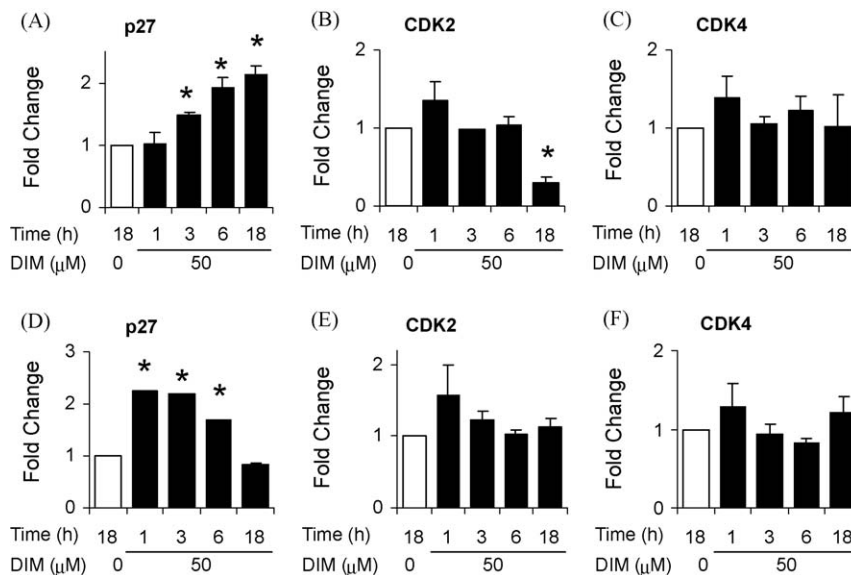 (A) (B) (C)
p27 CDK2 CDK4
Fold Change Fold Change Fold Change
2 2 2
* * *
1 1 1
*
0 0 0
Time (h) 18 1 3 6 18 Time (h) 18 1 3 6 18 Time (h) 18 1 3 6 18
DIM (µM) 0 50 DIM (µM) 0 50 DIM (µM) 0 50
(D) (E) (F)
p27 CDK2 CDK4
Fold Change Fold Change Fold Change
3 2 2
* * *
2
1 1 1
0 0 0
Time (h) 18 1 3 6 18 Time (h) 18 1 3 6 18 Time (h) 18 1 3 6 18
DIM (µM) 0 50 DIM (µM) 0 50 DIM (µM) 0 50